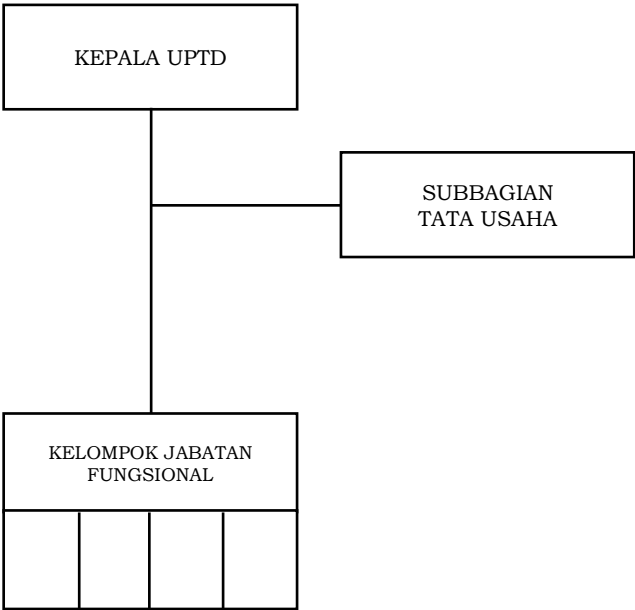 KEPALA UPTD
SUBBAGIAN
TATA USAHA
KELOMPOK JABATAN
FUNGSIONAL